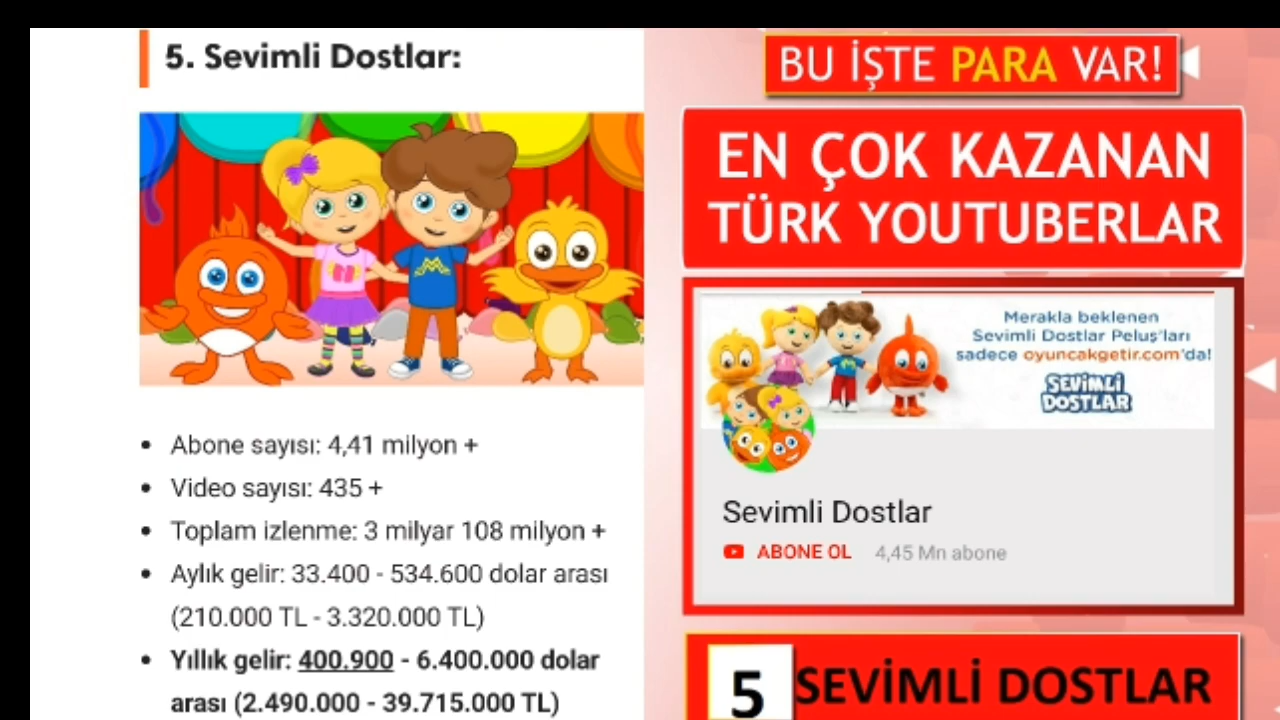 5. Sevimli Dostlar:
Abone sayısı: 4,41 milyon +
Video sayısı: 435 +
Toplam izlenme: 3 milyar 108 milyon +
Aylık gelir: 33.400 - 534.600 dolar arası
(210.000 TL - 3.320.000 TL)
Yıllık gelir: 400.900 - 6.400.000 dolar
arası (2.490.000 - 39.715.000 TL)
BU İŞTE PARA VAR!
EN ÇOK KAZANAN
TÜRK YOUTUBERLAR
Merakla beklenen
Sevimli Dostlar Peluş'ları
sadece oyuncakgetir.com'da!
SEVİMLİ
DOSTLAR
Sevimli Dostlar
ABONE OL 4,45 Mn abone
5 SEVİMLİ DOSTLAR